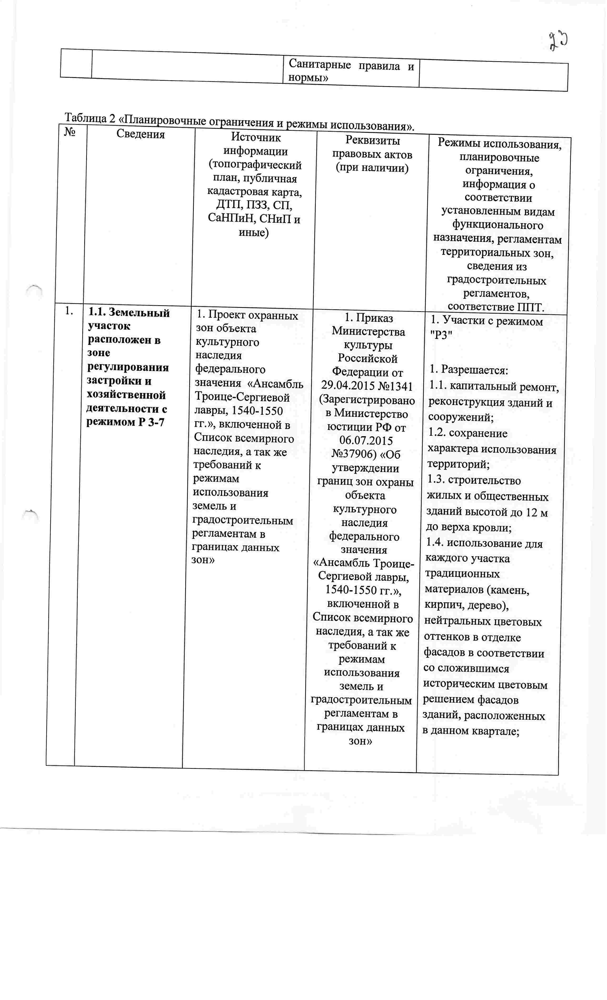 23
Санитарные правила и
нормы»
Таблица 2 «Планировочные ограничения и режимы использования».
№
Сведения
Источник
информации
(топографический
план, публичная
кадастровая карта,
ДТП, ПЗЗ, СП,
СаНПиН, СНиП и
иные)
Реквизиты
правовых актов
(при наличии)
Режимы использования,
планировочные
ограничения,
информация о
соответствии
установленным видам
функционального
назначения, регламентам
территориальных зон,
сведения из
градостроительных
регламентов,
соответствие ППТ.
1.
1.1. Земельный
участок
расположен в
зоне
регулирования
застройки и
хозяйственной
деятельности с
режимом Р 3-7
1. Проект охранных
зон объекта
культурного
наследия
федерального
значения «Ансамбль
Троице-Сергиевой
лавры, 1540-1550
гг.», включенной в
Список всемирного
наследия, а так же
требований к
режимам
использования
земель и
градостроительным
регламентам в
границах данных
зон»
1. Приказ
Министерства
культуры
Российской
Федерации от
29.04.2015 №1341
(Зарегистрировано
в Министерство
юстиции РФ от
06.07.2015
№37906) «Об
утверждении
границ зон охраны
объекта
культурного
наследия
федерального
значения
«Ансамбль Троице-
Сергиевой лавры,
1540-1550 гг.»,
включенной в
Список всемирного
наследия, а так же
требований к
режимам
использования
земель и
градостроительным
регламентам в
границах данных
зон»
1. Участки с режимом
"Р3"
1. Разрешается:
1.1. капитальный ремонт,
реконструкция зданий и
сооружений;
1.2. сохранение
характера использования
территорий;
1.3. строительство
жилых и общественных
зданий высотой до 12 м
до верха кровли;
1.4. использование для
каждого участка
традиционных
материалов (камень,
кирпич, дерево),
нейтральных цветовых
оттенков в отделке
фасадов в соответствии
со сложившимся
историческим цветовым
решением фасадов
зданий, расположенных
в данном квартале;